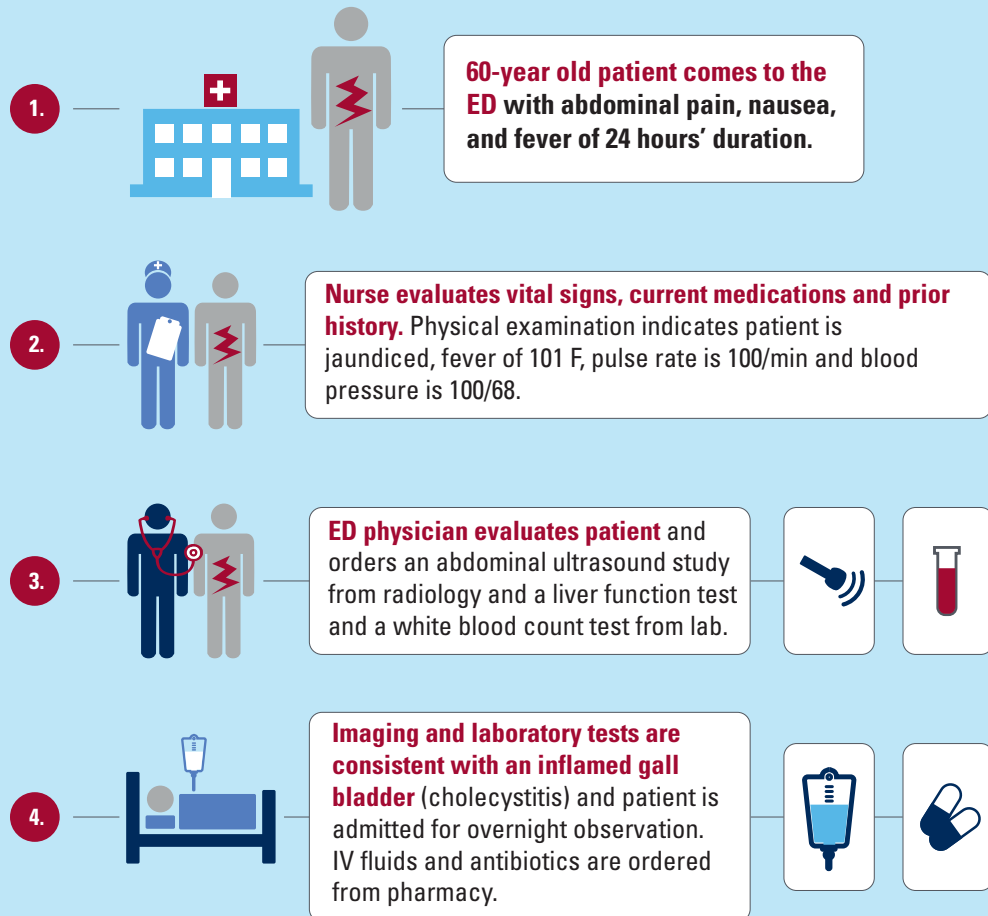 1.
60-year old patient comes to the
ED with abdominal pain, nausea,
and fever of 24 hours’ duration.
2.
Nurse evaluates vital signs, current medications and prior
history. Physical examination indicates patient is
jaundiced, fever of 101 F, pulse rate is 100/min and blood
pressure is 100/68.
3.
ED physician evaluates patient and
orders an abdominal ultrasound study
from radiology and a liver function test
and a white blood count test from lab.
4.
Imaging and laboratory tests are
consistent with an inflamed gall
bladder (cholecystitis) and patient is
admitted for overnight observation.
IV fluids and antibiotics are ordered
from pharmacy.